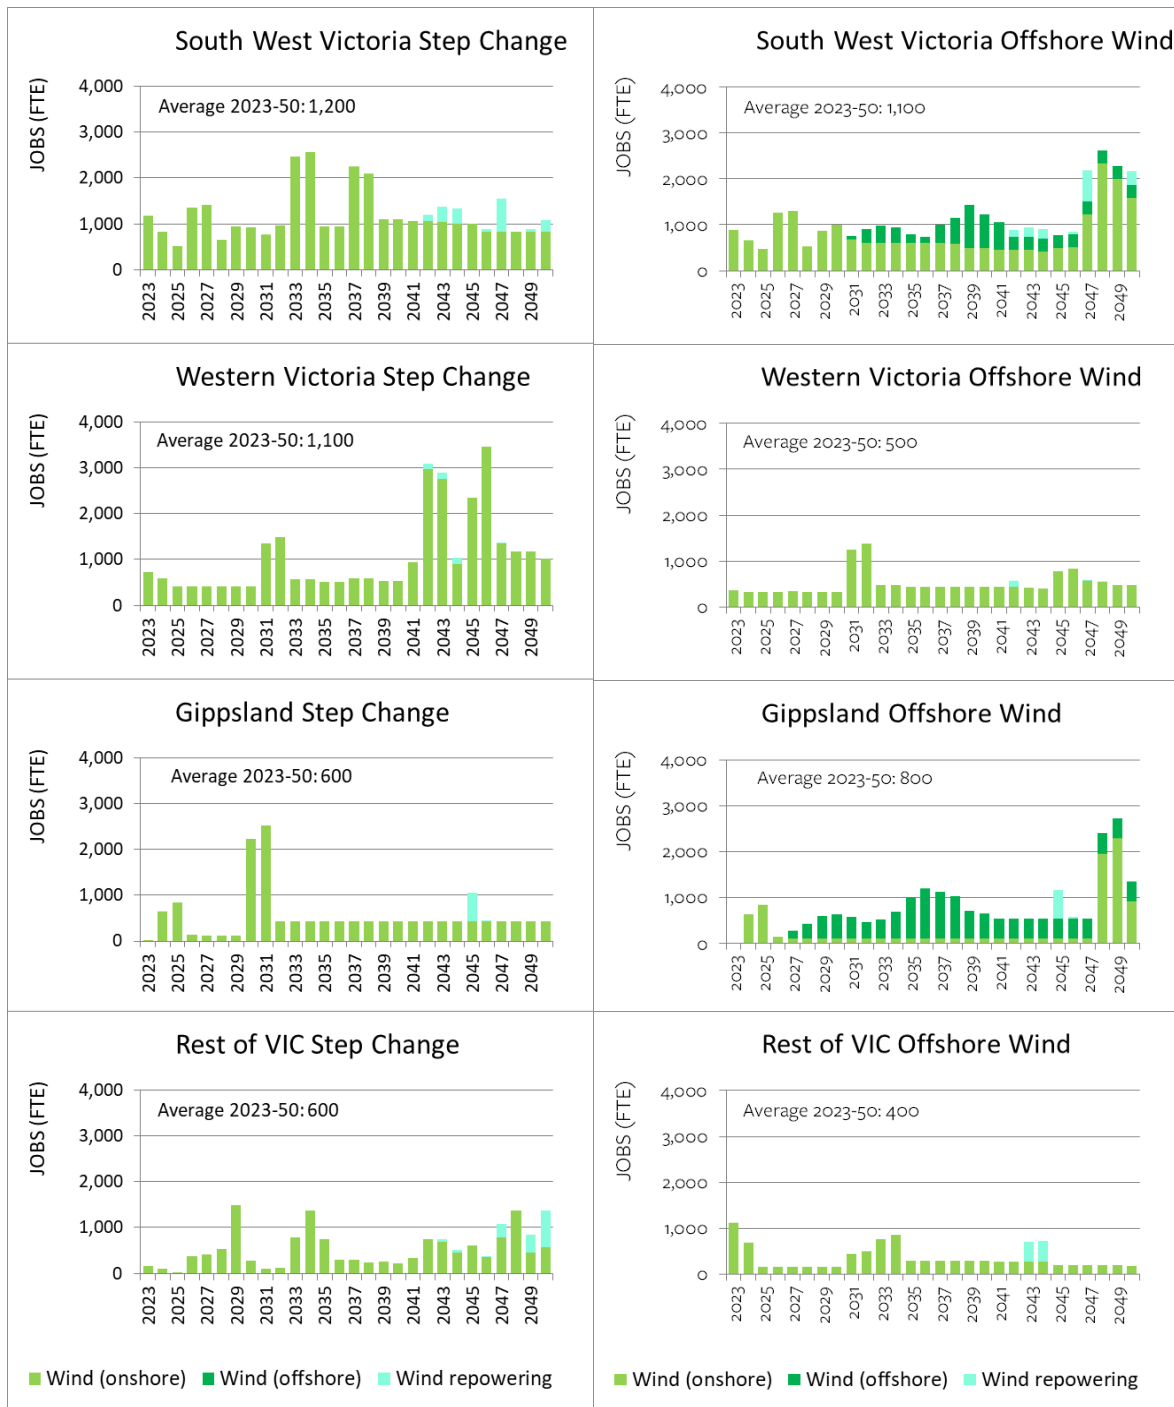 South West Victoria Step Change
JOBS (FTE)
4,000
3,000
2,000
1,000
0
Average 2023-50: 1,200
2023 2025 2027 2029 2031 2033 2035 2037 2039 2041 2043 2045 2047 2049
South West Victoria Offshore Wind
JOBS (FTE)
4,000
3,000
2,000
1,000
0
Average 2023-50: 1,100
2023 2025 2027 2029 2031 2033 2035 2037 2039 2041 2043 2045 2047 2049
Western Victoria Step Change
JOBS (FTE)
4,000
3,000
2,000
1,000
0
Average 2023-50: 1,100
2023 2025 2027 2029 2031 2033 2035 2037 2039 2041 2043 2045 2047 2049
Western Victoria Offshore Wind
JOBS (FTE)
4,000
3,000
2,000
1,000
0
Average 2023-50: 500
2023 2025 2027 2029 2031 2033 2035 2037 2039 2041 2043 2045 2047 2049
Gippsland Step Change
JOBS (FTE)
4,000
3,000
2,000
1,000
0
Average 2023-50: 600
2023 2025 2027 2029 2031 2033 2035 2037 2039 2041 2043 2045 2047 2049
Gippsland Offshore Wind
JOBS (FTE)
4,000
3,000
2,000
1,000
0
Average 2023-50: 800
2023 2025 2027 2029 2031 2033 2035 2037 2039 2041 2043 2045 2047 2049
Rest of VIC Step Change
JOBS (FTE)
4,000
3,000
2,000
1,000
0
Average 2023-50: 600
2023 2025 2027 2029 2031 2033 2035 2037 2039 2041 2043 2045 2047 2049
Rest of VIC Offshore Wind
JOBS (FTE)
4,000
3,000
2,000
1,000
0
Average 2023-50: 400
2023 2025 2027 2029 2031 2033 2035 2037 2039 2041 2043 2045 2047 2049
Wind (onshore) Wind (offshore) Wind repowering
Wind (onshore) Wind (offshore) Wind repowering